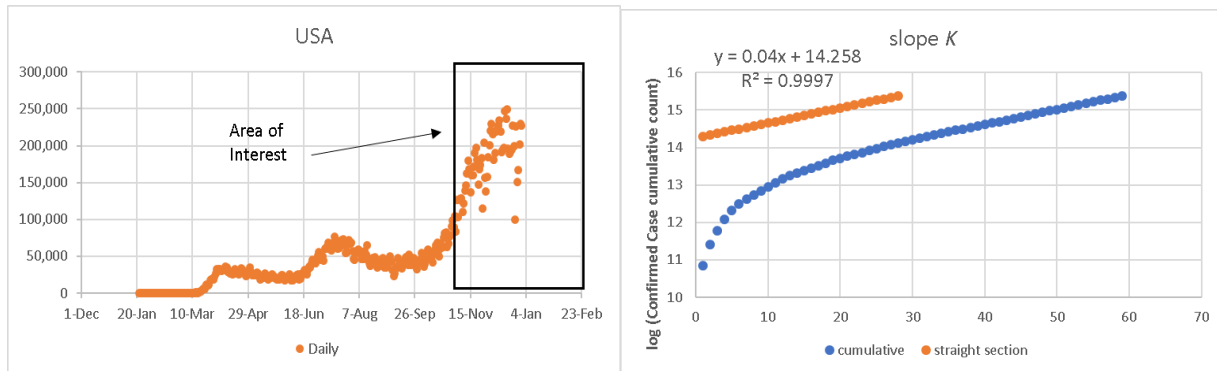 USA
300,000
250,000
200,000
150,000
100,000
50,000
0
Area of
Interest
1-Dec 20-Jan 10-Mar 29-Apr 18-Jun 7-Aug 26-Sep 15-Nov 4-Jan 23-Feb
Daily
slope K
y = 0.04x + 14.258
R² = 0.9997
log (Confirmed Case cumulative count)
16
15
14
13
12
11
10
0 10 20 30 40 50 60 70
cumulative straight section